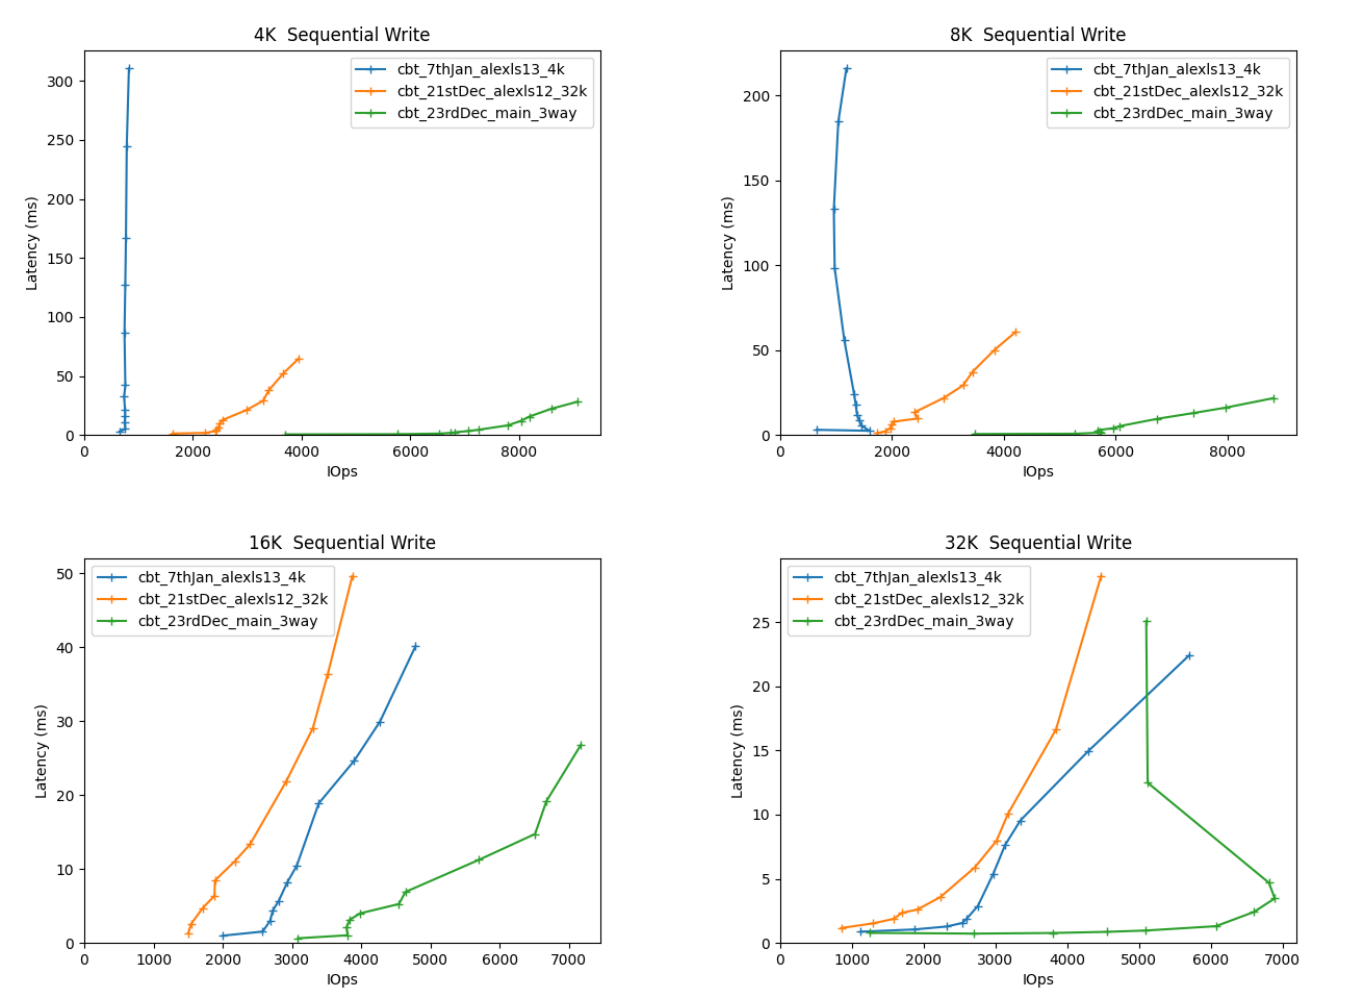 4K  Sequential Write
cbt_7thJan_alexls13_4k
cbt_21stDec_alexls12_32k
cbt_23rdDec_main_3way
300
250
200
150
100
50
0
Latency (ms)
0 2000 4000 6000 8000
IOps
8K  Sequential Write
cbt_7thJan_alexls13_4k
cbt_21stDec_alexls12_32k
cbt_23rdDec_main_3way
200
150
100
50
0
Latency (ms)
0 2000 4000 6000 8000
IOps
16K  Sequential Write
cbt_7thJan_alexls13_4k
cbt_21stDec_alexls12_32k
cbt_23rdDec_main_3way
50
40
30
20
10
0
Latency (ms)
0 1000 2000 3000 4000 5000 6000 7000
IOps
32K  Sequential Write
cbt_7thJan_alexls13_4k
cbt_21stDec_alexls12_32k
cbt_23rdDec_main_3way
25
20
15
10
5
0
Latency (ms)
0 1000 2000 3000 4000 5000 6000 7000
IOps